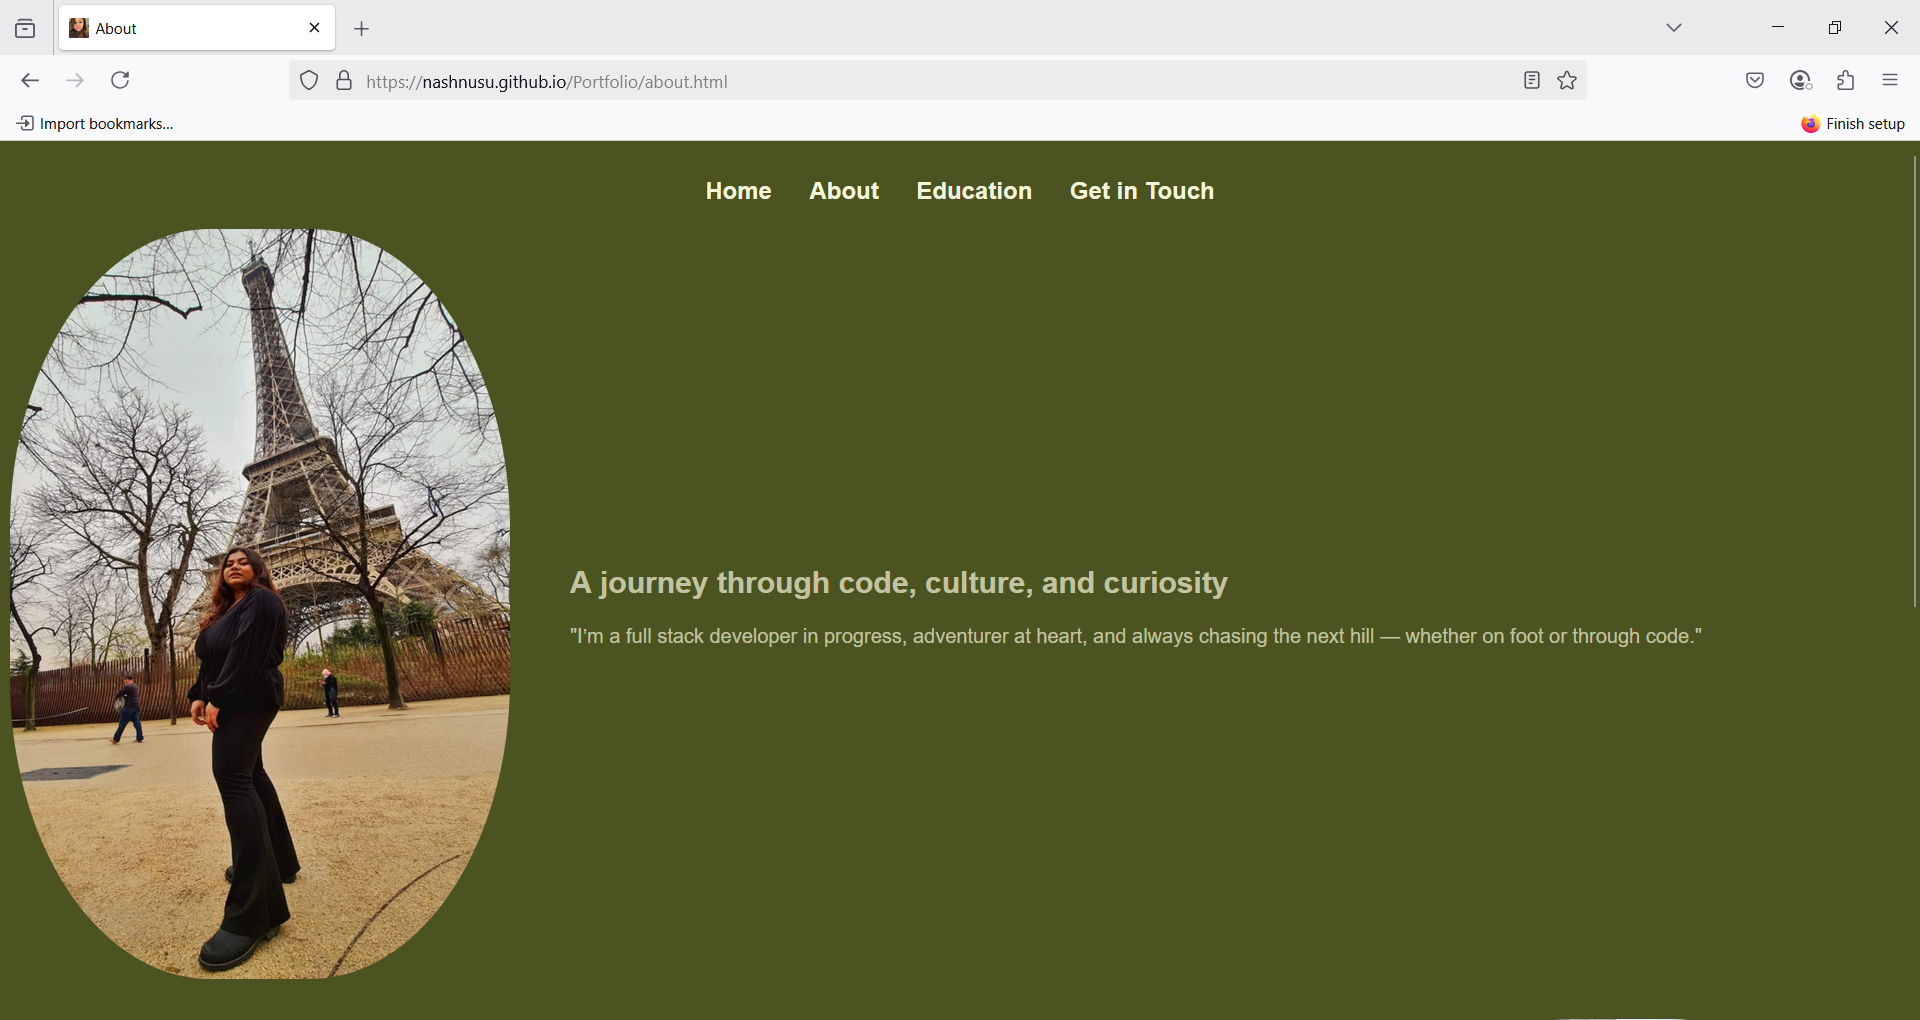 About
https://nashnusu.github.io/Portfolio/about.html
Import bookmarks...
Finish setup
Home About Education Get in Touch
A journey through code, culture, and curiosity
"I’m a full stack developer in progress, adventurer at heart, and always chasing the next hill — whether on foot or through code."